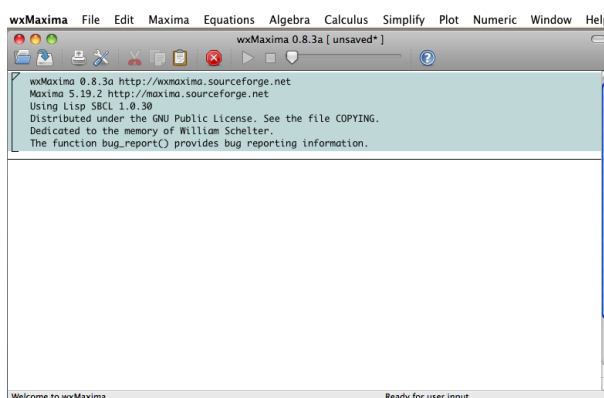 wxMaxima File Edit Maxima Equations Algebra Calculus Simplify Plot Numeric Window Help
wxMaxima 0.8.3a [ unsaved* ]
wxMaxima 0.8.3a http://wxmaxima.sourceforge.net
Maxima 5.19.2 http://maxima.sourceforge.net
Using Lisp SBCL 1.0.30
Distributed under the GNU Public License. See the file COPYING.
Dedicated to the memory of William Schelter.
The function bug_report() provides bug reporting information.
Welcome to wxMaxima Ready for user input